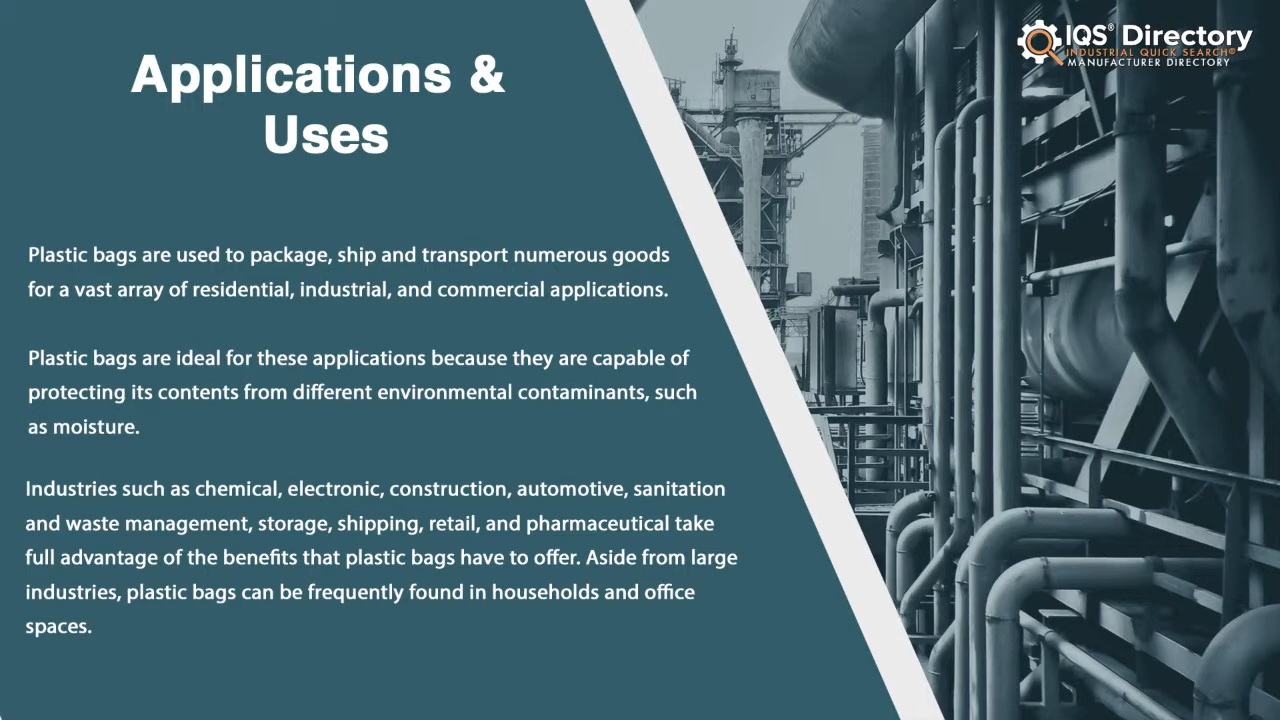 Applications &
Uses
IQS® Directory
INDUSTRIAL QUICK SEARCH®
MANUFACTURER DIRECTORY
Plastic bags are used to package, ship and transport numerous goods
for a vast array of residential, industrial, and commercial applications.
Plastic bags are ideal for these applications because they are capable of
protecting its contents from different environmental contaminants, such
as moisture.
Industries such as chemical, electronic, construction, automotive, sanitation
and waste management, storage, shipping, retail, and pharmaceutical take
full advantage of the benefits that plastic bags have to offer. Aside from large
industries, plastic bags can be frequently found in households and office
spaces.